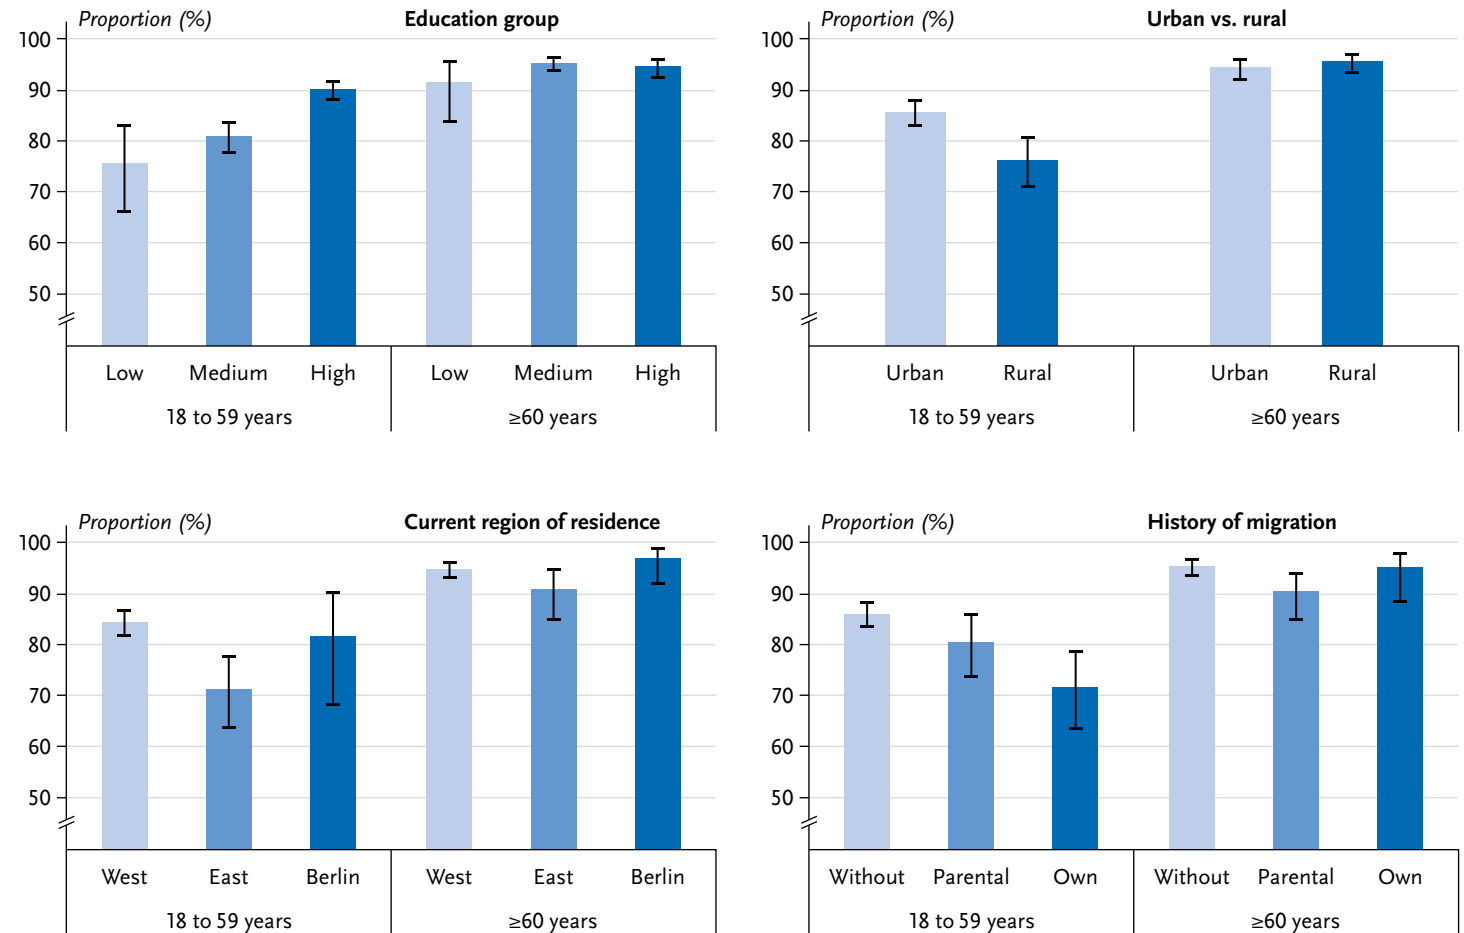 Proportion (%) Education group
100
90
80
70
60
50
Low Medium High Low Medium High
18 to 59 years ≥60 years
Proportion (%) Urban vs. rural
100
90
80
70
60
50
Urban Rural Urban Rural
18 to 59 years ≥60 years
Proportion (%) Current region of residence
100
90
80
70
60
50
West East Berlin West East Berlin
18 to 59 years ≥60 years
Proportion (%) History of migration
100
90
80
70
60
50
Without Parental Own Without Parental Own
18 to 59 years ≥60 years